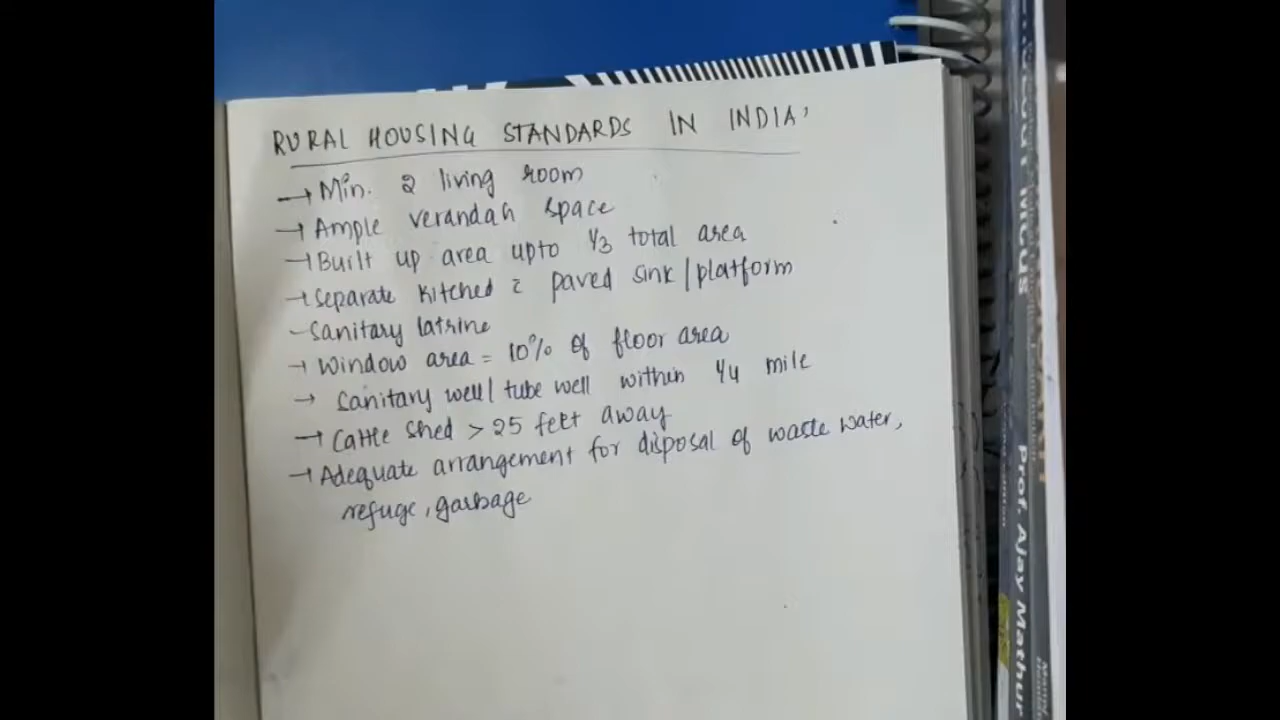 RURAL HOUSING STANDARDS IN INDIA'
→ Min. 2 living room
→ Ample verandah space
→ Built up area upto 1/3 total area
→ Separate Kitched c̄ paved sink/platform
- Sanitary latrine
→ Window area = 10% of floor area
→ Sanitary well/ tube well within 1/4 mile
→ Cattle shed > 25 feet away
→ Adequate arrangement for disposal of waste water,
refuge, garbage
Prof. Ajay Mathur